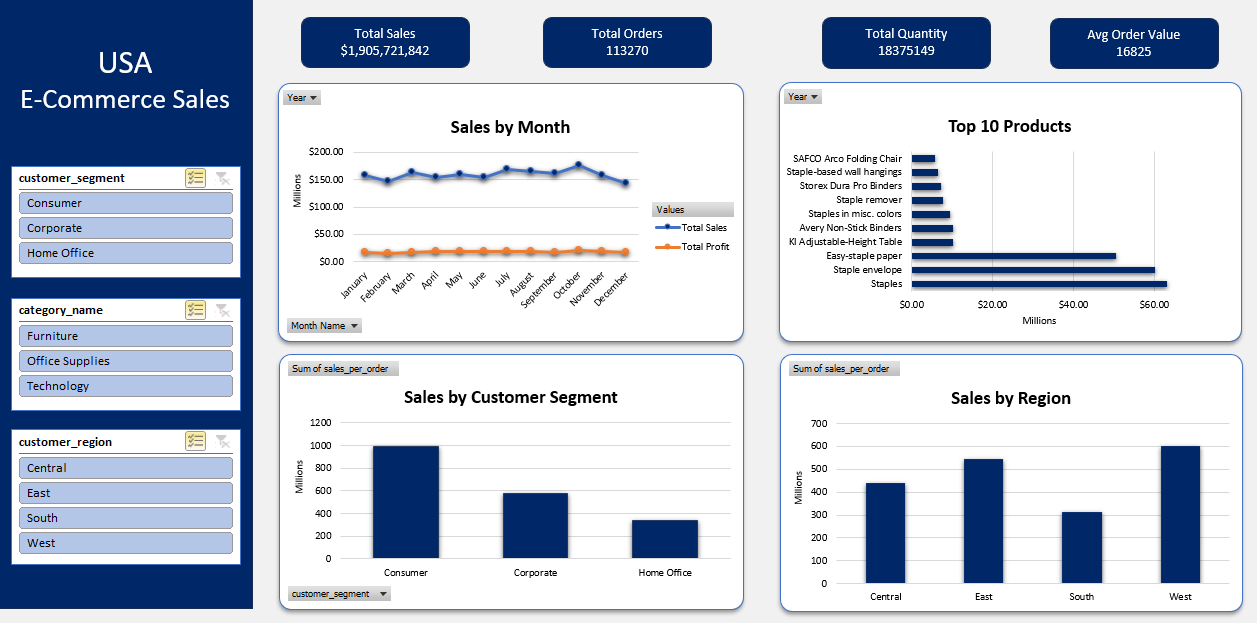 USA
E-Commerce Sales
customer_segment
Consumer
Corporate
Home Office
category_name
Furniture
Office Supplies
Technology
customer_region
Central
East
South
West
Total Sales
$1,905,721,842
Total Orders
113270
Total Quantity
18375149
Avg Order Value
16825
Year
Sales by Month
$200.00
$150.00
$100.00
$50.00
$0.00
Millions
January
February
March
April
May
June
July
August
September
October
November
December
Values
Total Sales
Total Profit
Month Name
Year
Top 10 Products
SAFCO Arco Folding Chair
Staple-based wall hangings
Storex Dura Pro Binders
Staple remover
Staples in misc. colors
Avery Non-Stick Binders
KI Adjustable-Height Table
Easy-staple paper
Staple envelope
Staples
$0.00
$20.00
$40.00
$60.00
Millions
Sum of sales_per_order
Sales by Customer Segment
1200
1000
800
600
400
200
0
Millions
Consumer
Corporate
Home Office
customer_segment
Sum of sales_per_order
Sales by Region
700
600
500
400
300
200
100
0
Millions
Central
East
South
West